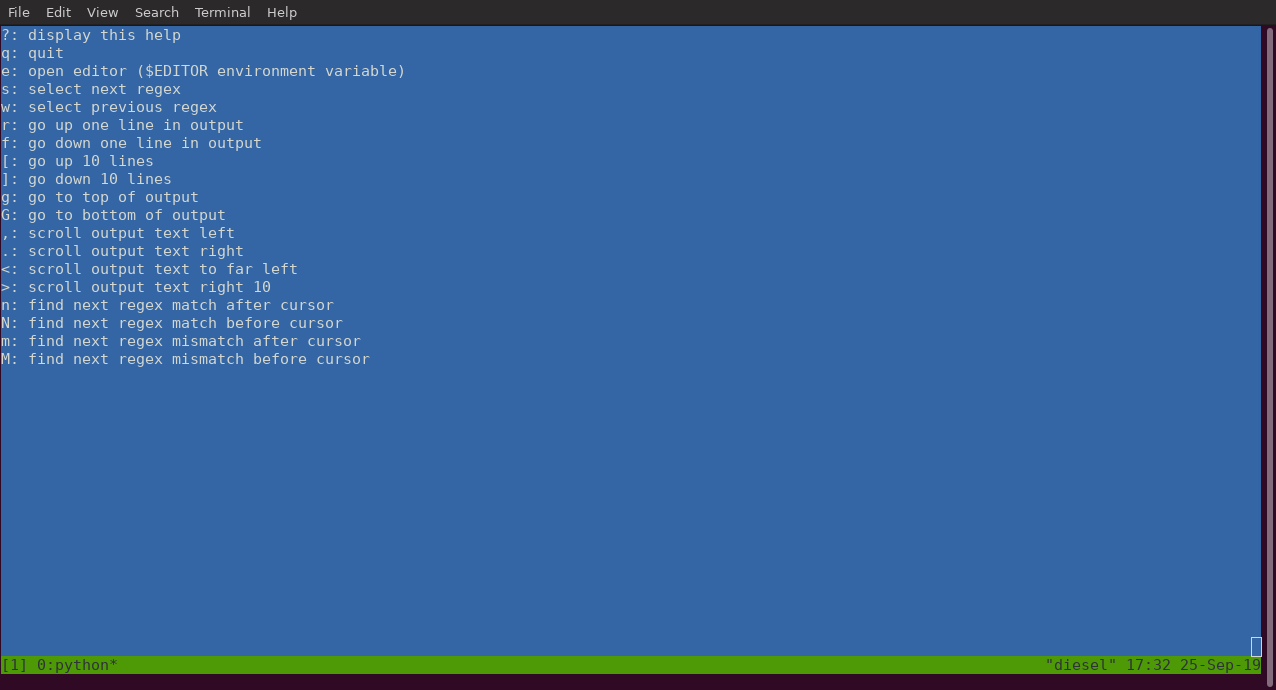 File Edit View Search Terminal Help
?: display this help
q: quit
e: open editor ($EDITOR environment variable)
s: select next regex
w: select previous regex
r: go up one line in output
f: go down one line in output
[: go up 10 lines
]: go down 10 lines
g: go to top of output
G: go to bottom of output
,: scroll output text left
.: scroll output text right
<: scroll output text to far left
>: scroll output text right 10
n: find next regex match after cursor
N: find next regex match before cursor
m: find next regex mismatch after cursor
M: find next regex mismatch before cursor
[1] 0:python* "diesel" 17:32 25-Sep-19